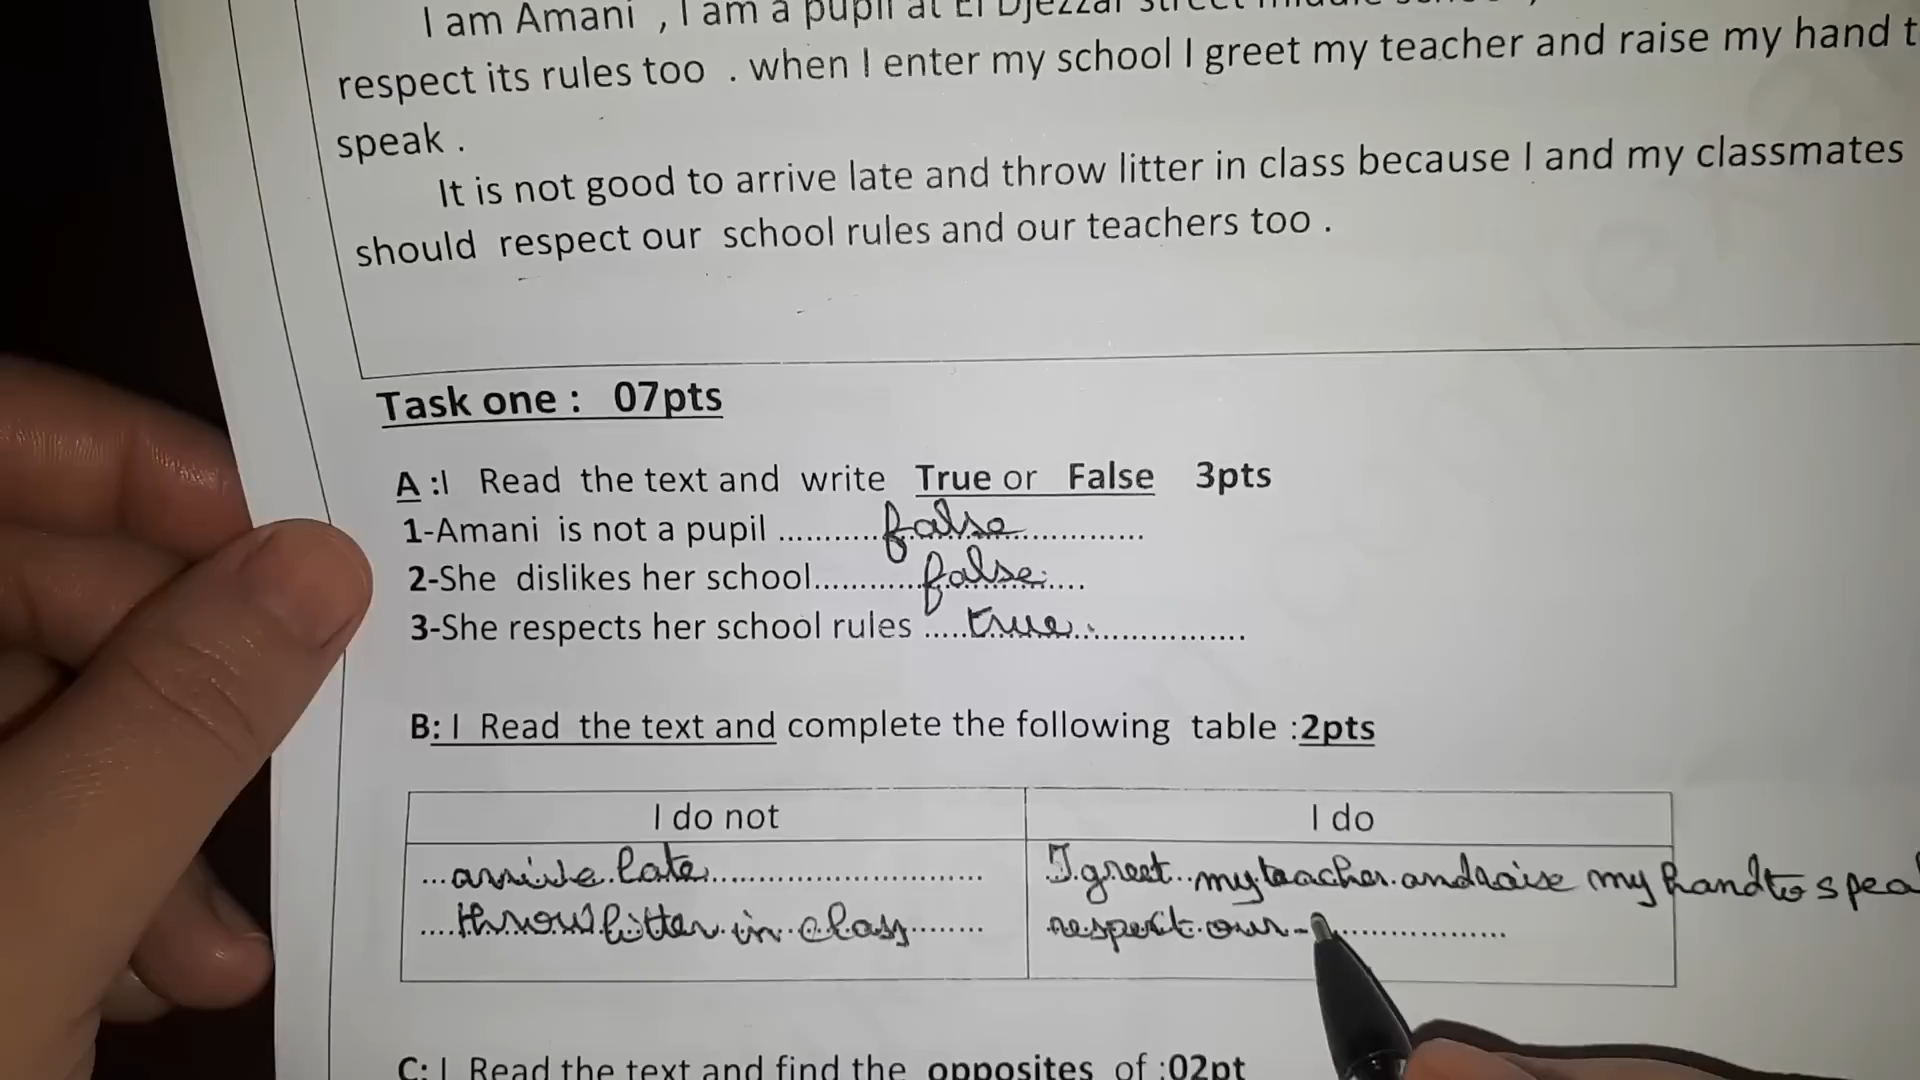 I am Amani , I am a pupil at El Djezzar street middle school ,
respect its rules too . when I enter my school I greet my teacher and raise my hand t
speak .
It is not good to arrive late and throw litter in class because I and my classmates
should respect our school rules and our teachers too .
Task one : 07pts
A :I Read the text and write True or False 3pts
1-Amani is not a pupil ..........false..............
2-She dislikes her school...........false.....
3-She respects her school rules .....true..................
B: I Read the text and complete the following table :2pts
I do not
I do
...arrive late............................
....throw litter in class........
I greet my teacher and raise my hand to spea
respect our ..................
C: I Read the text and find the opposites of :02pt